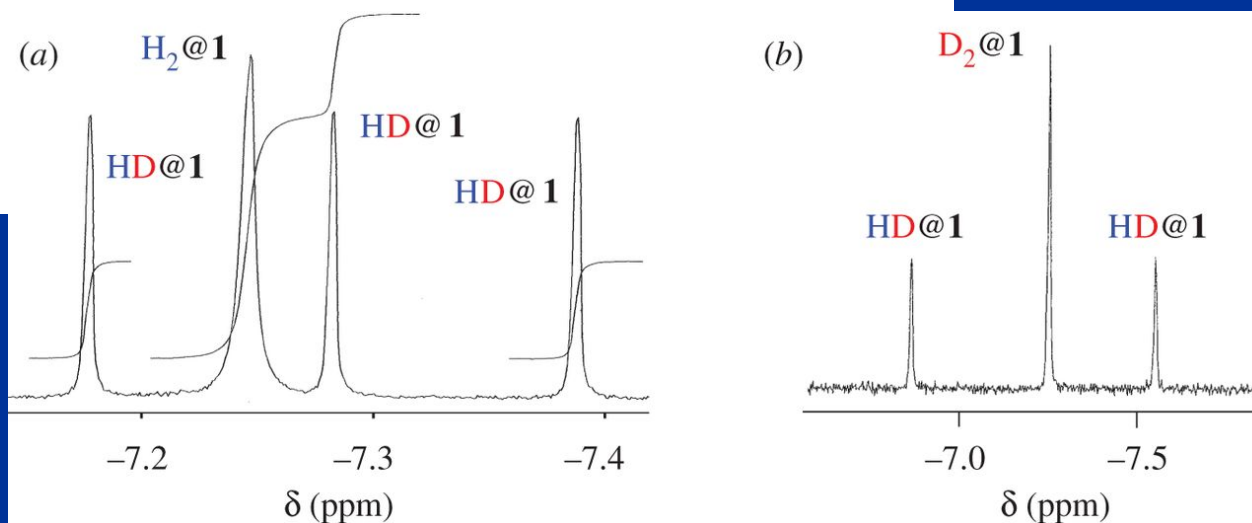 (a)
H₂@1
HD@1
HD@1
HD@1
–7.2
–7.3
–7.4
δ (ppm)
(b)
D₂@1
HD@1
HD@1
–7.0
–7.5
δ (ppm)